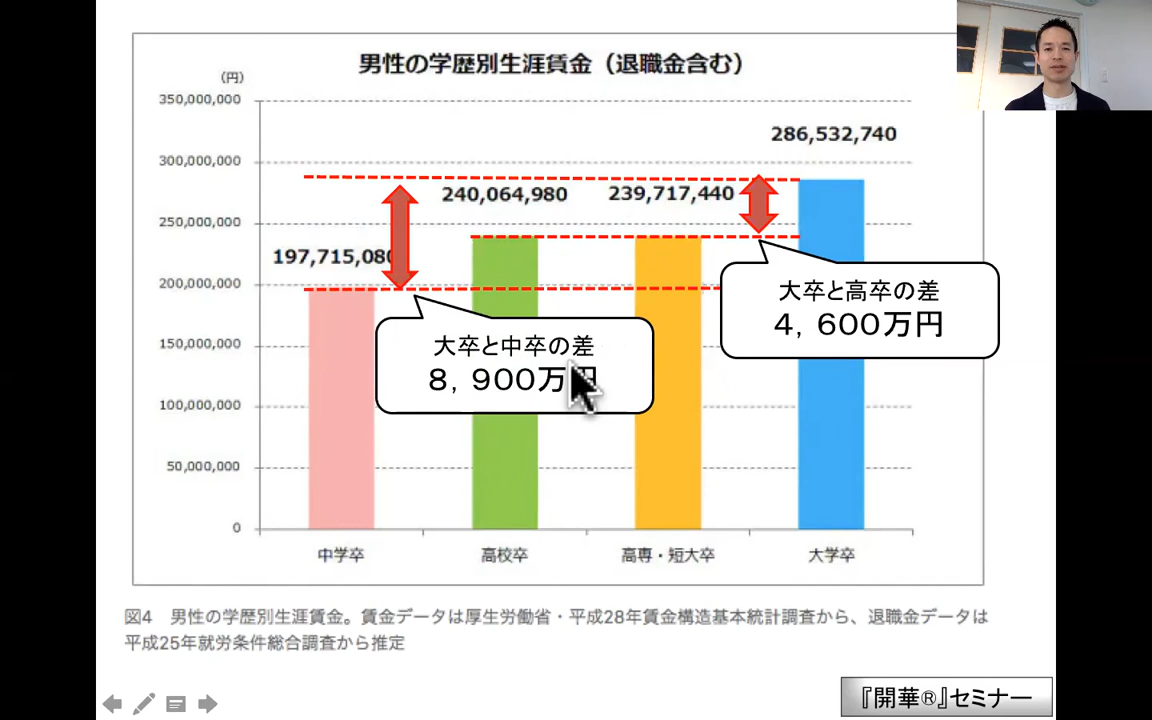 男性の学歴別生涯賃金（退職金含む）
(円)
350,000,000
300,000,000
250,000,000
200,000,000
150,000,000
100,000,000
50,000,000
0
197,715,080
240,064,980
239,717,440
286,532,740
大卒と中卒の差
８，９００万円
大卒と高卒の差
４，６００万円
中学卒
高校卒
高専・短大卒
大学卒
図4　男性の学歴別生涯賃金。賃金データは厚生労働省・平成28年賃金構造基本統計調査から、退職金データは
平成25年就労条件総合調査から推定
『開華®』セミナー